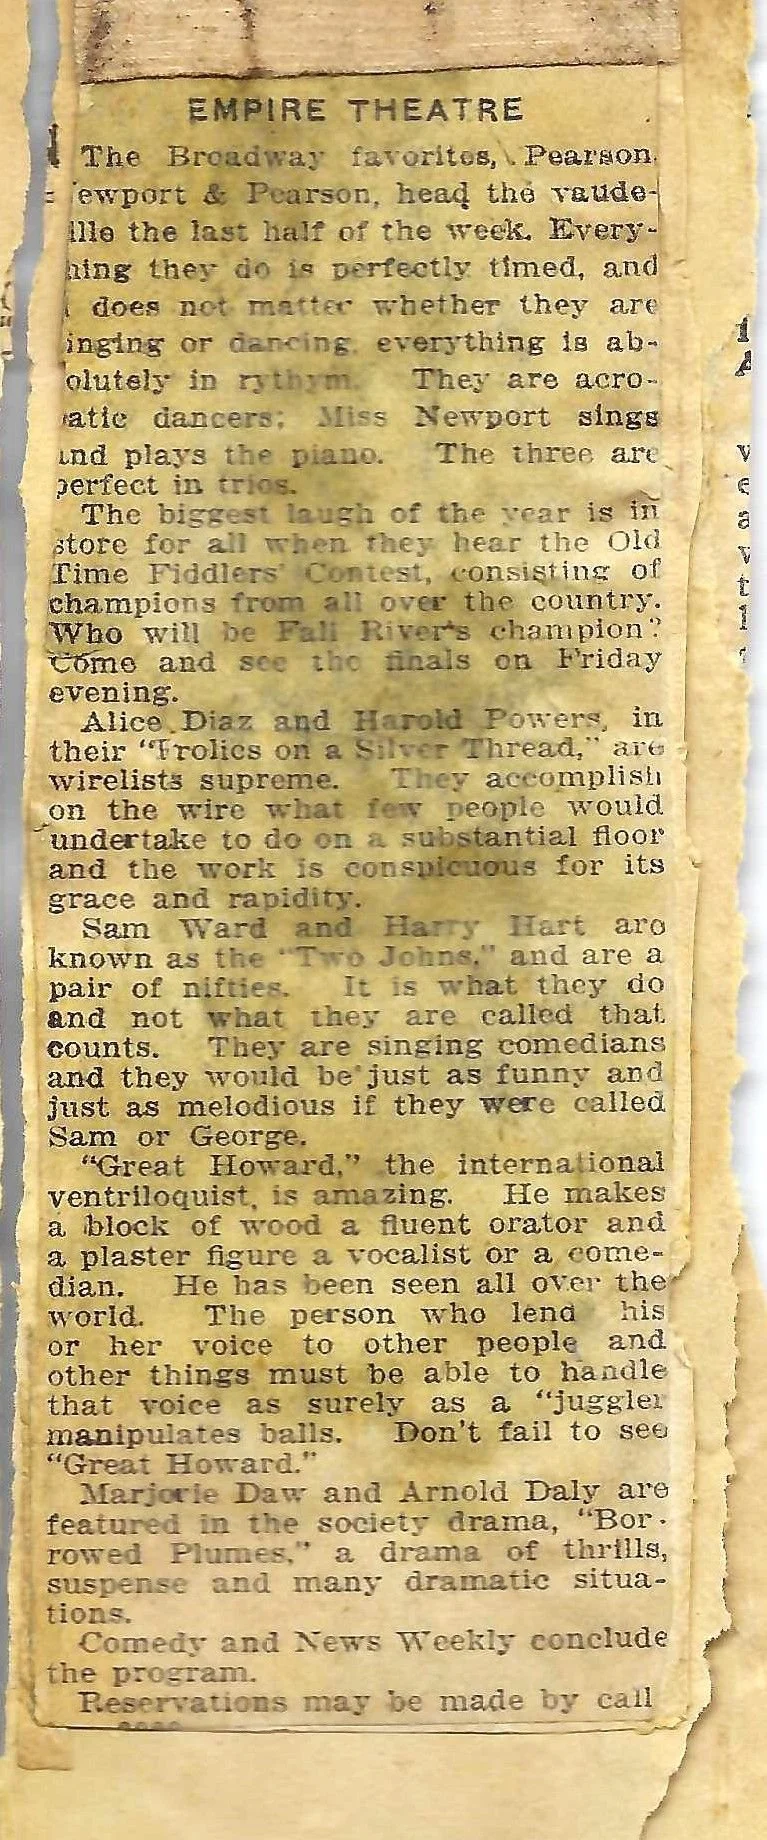 EMPIRE THEATRE
The Broadway favorites, Pearson.
ewport & Pearson, head the vaude-
ille the last half of the week. Every-
hing they do is perfectly timed, and
does not matter whether they are
inging or dancing, everything is ab-
olutely in rythym. They are acro-
atic dancers; Miss Newport sings
and plays the piano. The three are
perfect in trios.
The biggest laugh of the year is in
store for all when they hear the Old
Time Fiddlers' Contest, consisting of
champions from all over the country.
Who will be Fall River's champion?
Come and see the finals on Friday
evening.
Alice Diaz and Harold Powers, in
their "Frolics on a Silver Thread," are
wirelists supreme. They accomplish
on the wire what few people would
undertake to do on a substantial floor
and the work is conspicuous for its
grace and rapidity.
Sam Ward and Harry Hart are
known as the "Two Johns," and are a
pair of nifties. It is what they do
and not what they are called that
counts. They are singing comedians
and they would be just as funny and
just as melodious if they were called
Sam or George.
"Great Howard," the international
ventriloquist, is amazing. He makes
a block of wood a fluent orator and
a plaster figure a vocalist or a come-
dian. He has been seen all over the
world. The person who lend his
or her voice to other people and
other things must be able to handle
that voice as surely as a "juggler
manipulates balls. Don't fail to see
"Great Howard."
Marjorie Daw and Arnold Daly are
featured in the society drama, "Bor-
rowed Plumes," a drama of thrills,
suspense and many dramatic situa-
tions.
Comedy and News Weekly conclude
the program.
Reservations may be made by call